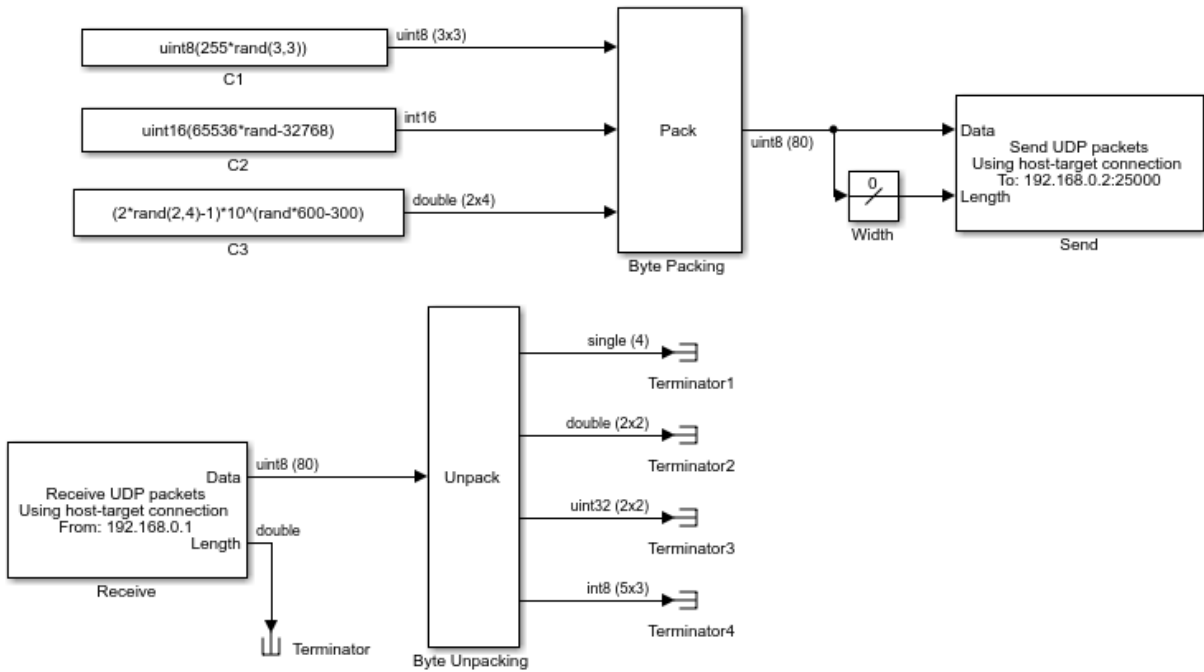 uint8(255*rand(3,3))
C1
uint8 (3x3)
uint16(65536*rand-32768)
C2
int16
(2*rand(2,4)-1)*10^(rand*600-300)
C3
double (2x4)
Pack
Byte Packing
uint8 (80)
0
Width
Data
Send UDP packets
Using host-target connection
To: 192.168.0.2:25000
Length
Send
Data
Receive UDP packets
Using host-target connection
From: 192.168.0.1
Length
Receive
uint8 (80)
double
Terminator
Unpack
Byte Unpacking
single (4)
Terminator1
double (2x2)
Terminator2
uint32 (2x2)
Terminator3
int8 (5x3)
Terminator4